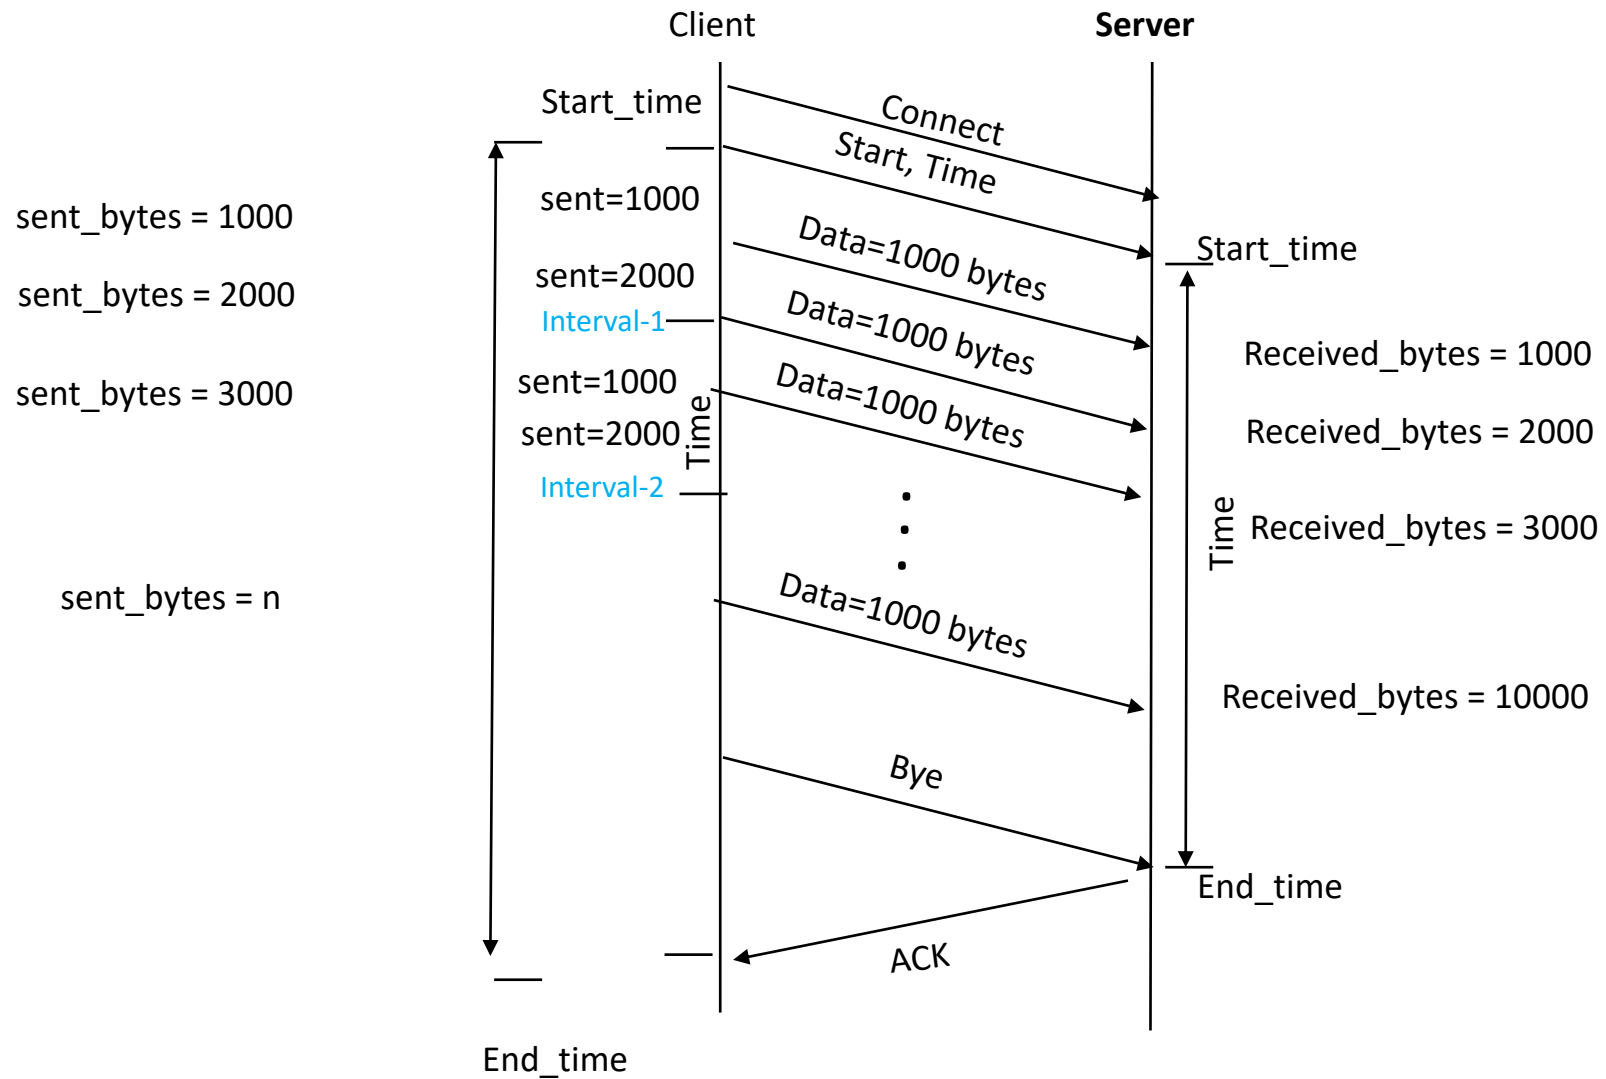 Client
Server
Start_time
Connect
Start, Time
sent=1000
sent_bytes = 1000
Data=1000 bytes
Start_time
sent=2000
sent_bytes = 2000
Interval-1
Data=1000 bytes
Received_bytes = 1000
sent=1000
sent_bytes = 3000
Data=1000 bytes
sent=2000
Time
Received_bytes = 2000
Interval-2
.
.
.
Time
Received_bytes = 3000
sent_bytes = n
Data=1000 bytes
Received_bytes = 10000
Bye
End_time
ACK
End_time